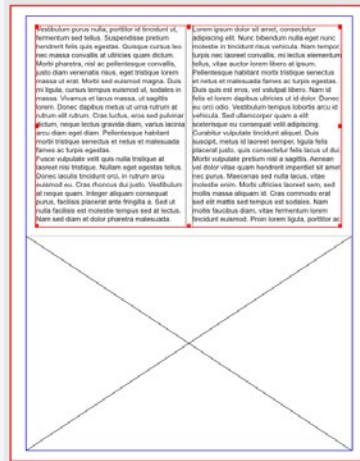 Vestibulum purus nulla, porttitor id tincidunt ut,
fermentum sed tellus. Suspendisse pretium
hendrerit felis quis egestas. Quisque cursus leo
nec massa convallis at ultricies quam dictum.
Morbi pharetra, nisl a pellentesque convallis,
justo diam venenatis risus, eget tristique lorem
massa ut erat. Morbi sed euismod magna. Duis
mi ligula, cursus tempus euismod ut, sodales in
massa. Vivamus et lacus massa, ut sagittis
lorem. Donec dapibus metus ut urna rutrum at
rutrum elit rutrum. Cras luctus, eros sed pulvinar
dictum, neque lectus gravida diam, varius lacinia
arcu diam eget diam. Pellentesque habitant
morbi tristique senectus et netus et malesuada
fames ac turpis egestas.
Fusce vulputate velit quis nulla tristique at
laoreet nisi tristique. Nullam eget egestas tellus.
Donec iaculis tincidunt orci, in rutrum arcu
euismod eu. Cras rhoncus dui justo. Vestibulum
at neque quam. Integer aliquam consequat
purus, facilisis placerat ante fringilla a. Sed ut
nulla facilisis est molestie tempus sed at lectus.
Nam sed diam et dolor pharetra malesuada.
Lorem ipsum dolor sit amet, consectetur
adipiscing elit. Nunc bibendum nulla eget nunc
molestie in tincidunt risus vehicula. Nam tempor
turpis nec laoreet convallis, mi lectus elementum
tellus, vitae auctor lorem libero at ipsum.
Pellentesque habitant morbi tristique senectus
et netus et malesuada fames ac turpis egestas.
Duis quis est eros, vel volutpat libero. Nam id
felis et lorem dapibus ultricies ut id dolor. Donec
eu orci odio. Vestibulum tempus lobortis arcu id
vehicula. Sed ullamcorper quam a elit
scelerisque eu consequat velit adipiscing.
Curabitur vulputate tincidunt aliquet. Duis
suscipit, metus id laoreet semper, ligula felis
placerat justo, quis consectetur felis lacus ut dui.
Morbi vulputate pretium nisl a sagittis. Aenean
vel dolor vitae quam hendrerit imperdiet sit amet
nec purus. Maecenas sed nulla lacus, vitae
molestie enim. Morbi ultricies laoreet sem, sed
mollis massa aliquam id. Cras commodo erat
sed elit mattis sed tempus est sodales. Nam
mollis faucibus diam, vitae fermentum lorem
tincidunt euismod. Proin lorem ligula, porttitor ac